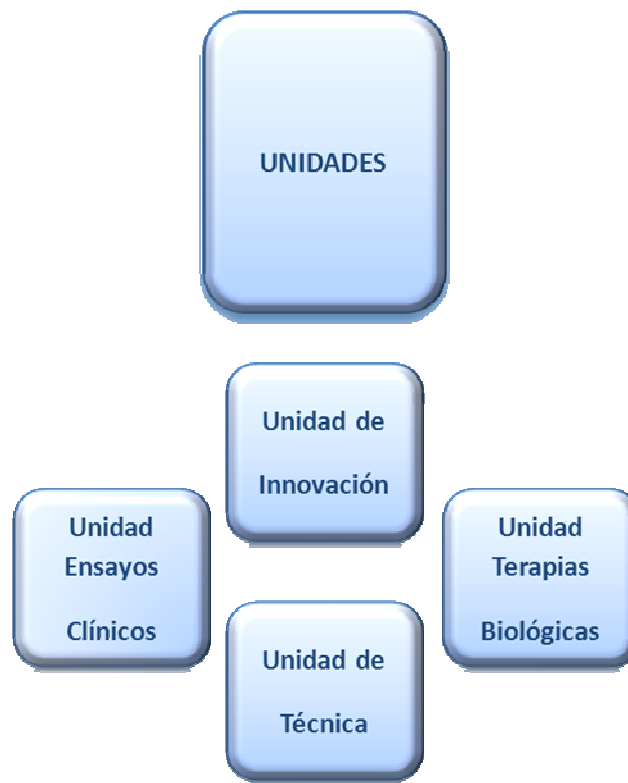 UNIDADES
Unidad de
Innovación
Unidad
Ensayos
Clínicos
Unidad
Terapias
Biológicas
Unidad de
Técnica